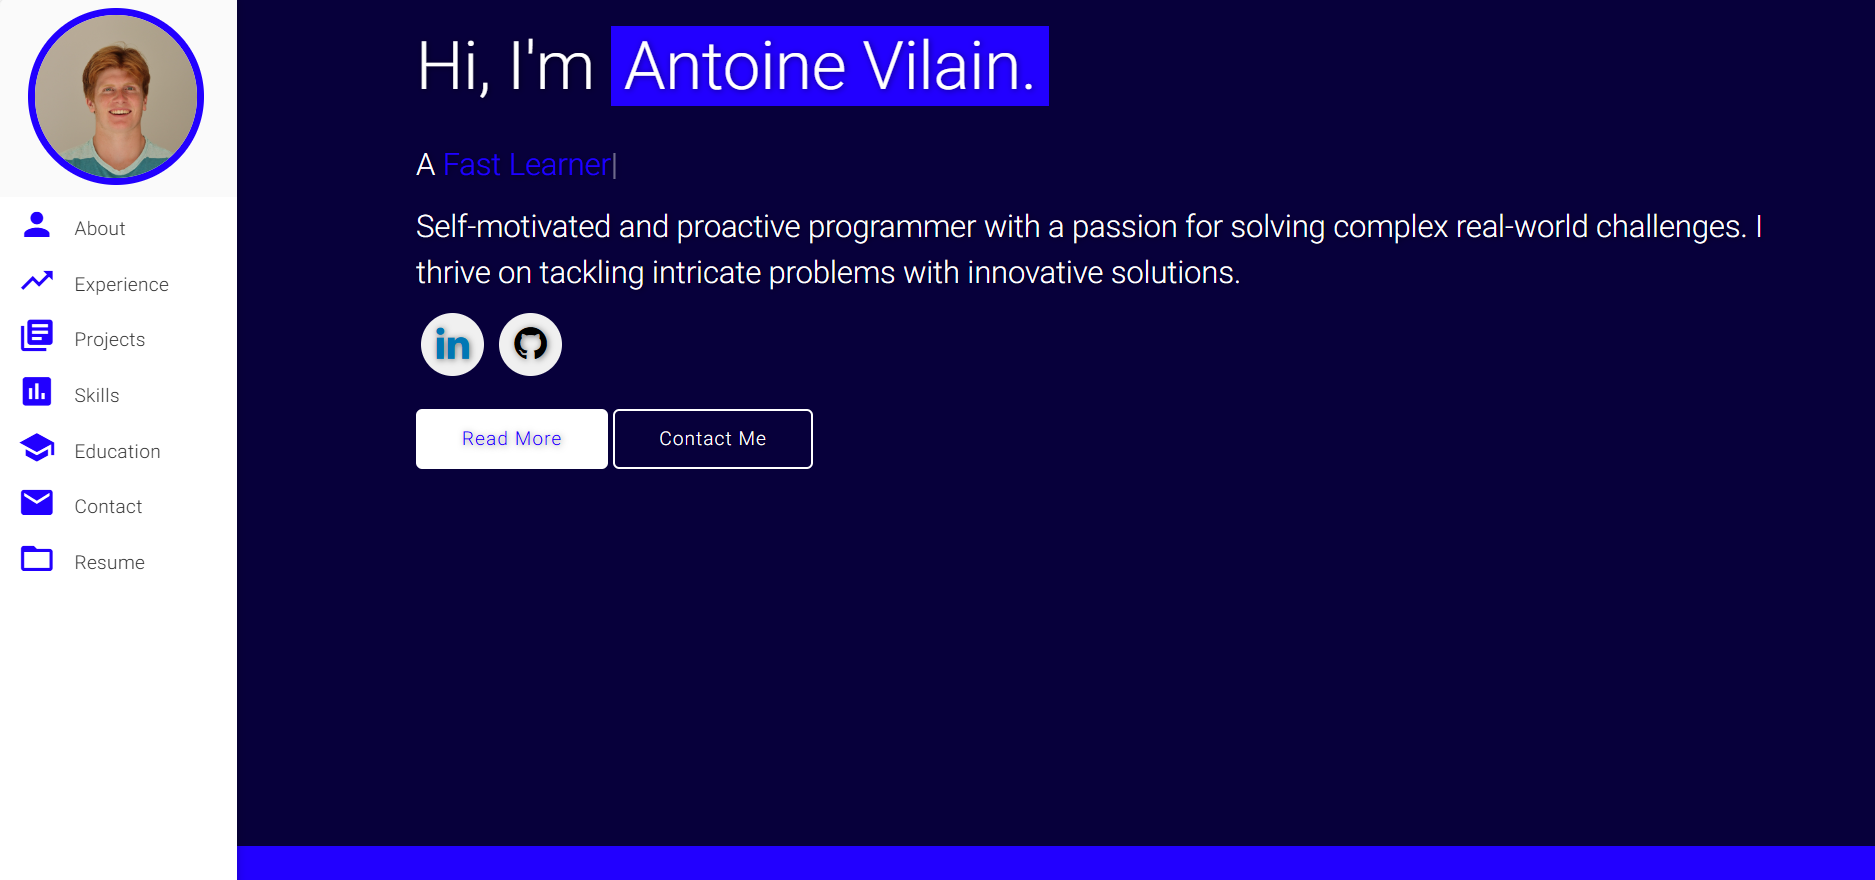 About
Experience
Projects
Skills
Education
Contact
Resume
Hi, I'm Antoine Vilain.
A Fast Learner|
Self-motivated and proactive programmer with a passion for solving complex real-world challenges. I
thrive on tackling intricate problems with innovative solutions.
in
Read More
Contact Me